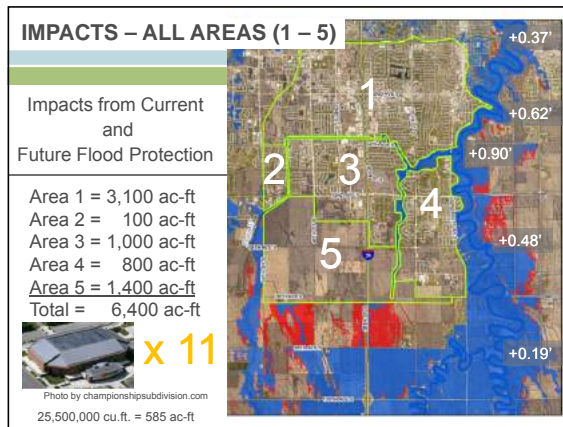 IMPACTS – ALL AREAS (1 – 5)
Impacts from Current
and
Future Flood Protection
Area 1 = 3,100 ac-ft
Area 2 = 100 ac-ft
Area 3 = 1,000 ac-ft
Area 4 = 800 ac-ft
Area 5 = 1,400 ac-ft
Total = 6,400 ac-ft
x 11
Photo by championshipsubdivision.com
25,500,000 cu.ft. = 585 ac-ft
1
2
3
4
5
+0.37'
+0.62'
+0.90'
+0.48'
+0.19'